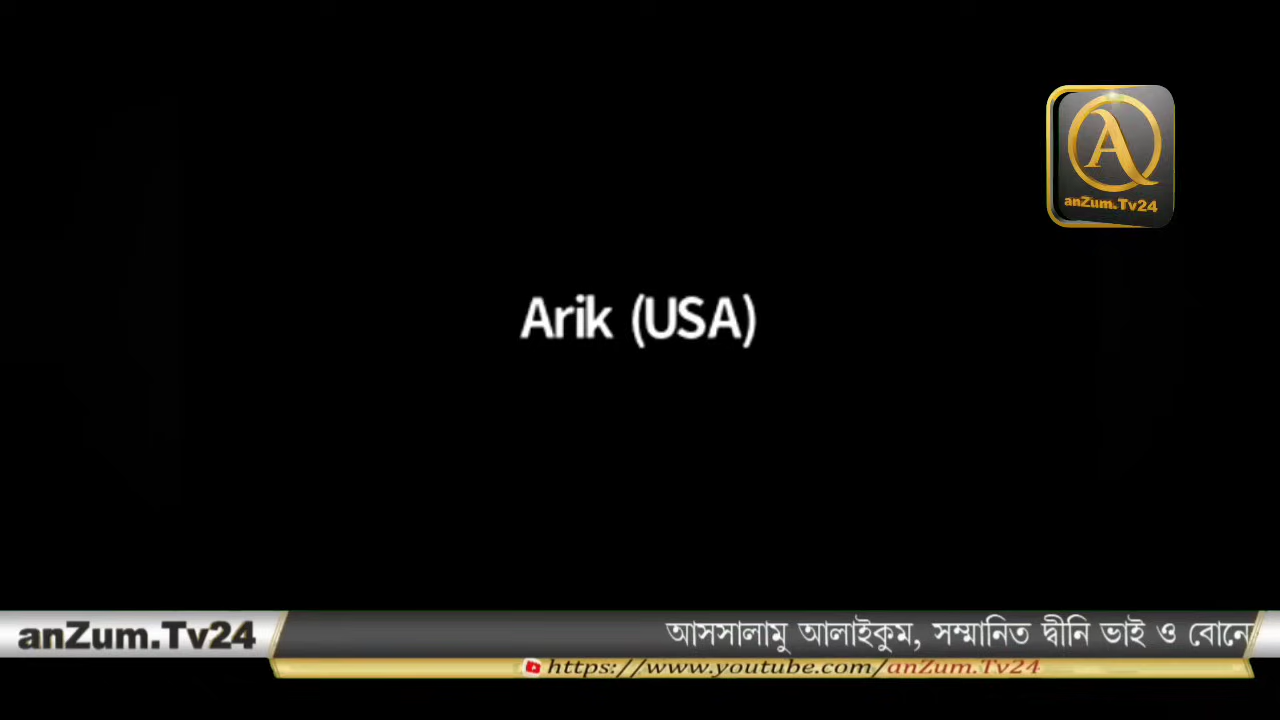 A
anZum.Tv24
Arik (USA)
anZum.Tv24
আসসালামু আলাইকুম, সম্মানিত দ্বীনি ভাই ও বোনে
https://www.youtube.com/anZum.Tv24